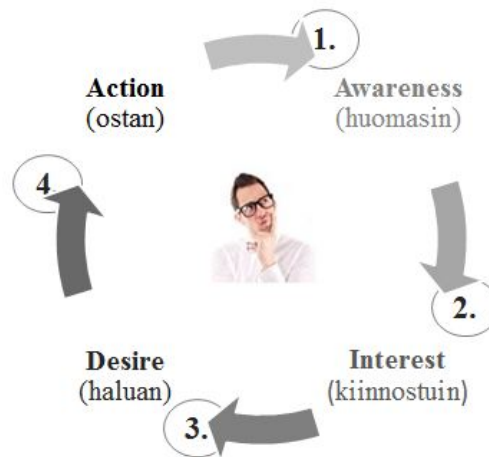 1.
Awareness
(huomasin)
2.
Interest
(kiinnostuin)
3.
Desire
(haluan)
4.
Action
(ostan)